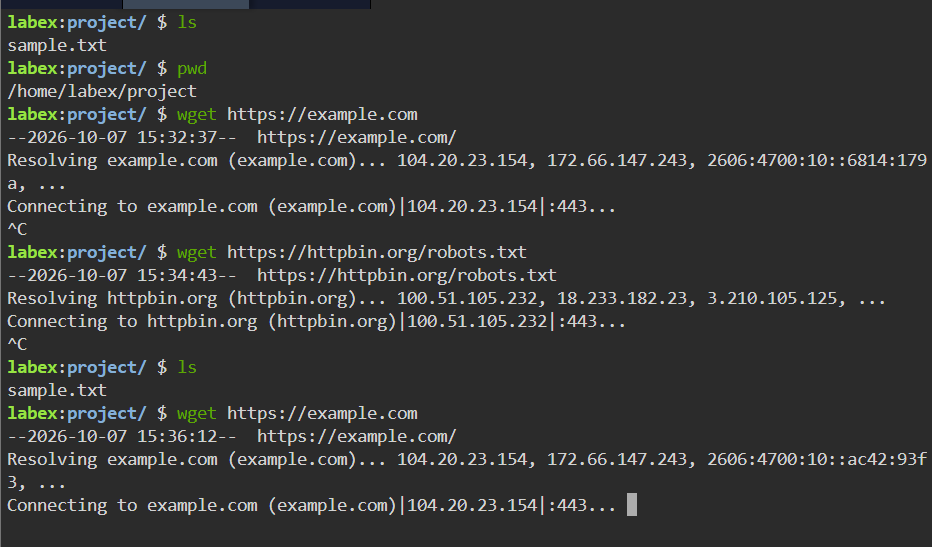 labex:project/ $ ls
sample.txt
labex:project/ $ pwd
/home/labex/project
labex:project/ $ wget https://example.com
--2026-10-07 15:32:37--  https://example.com/
Resolving example.com (example.com)... 104.20.23.154, 172.66.147.243, 2606:4700:10::6814:179
a, ...
Connecting to example.com (example.com)|104.20.23.154|:443...
^C
labex:project/ $ wget https://httpbin.org/robots.txt
--2026-10-07 15:34:43--  https://httpbin.org/robots.txt
Resolving httpbin.org (httpbin.org)... 100.51.105.232, 18.233.182.23, 3.210.105.125, ...
Connecting to httpbin.org (httpbin.org)|100.51.105.232|:443...
^C
labex:project/ $ ls
sample.txt
labex:project/ $ wget https://example.com
--2026-10-07 15:36:12--  https://example.com/
Resolving example.com (example.com)... 104.20.23.154, 172.66.147.243, 2606:4700:10::ac42:93f
3, ...
Connecting to example.com (example.com)|104.20.23.154|:443...